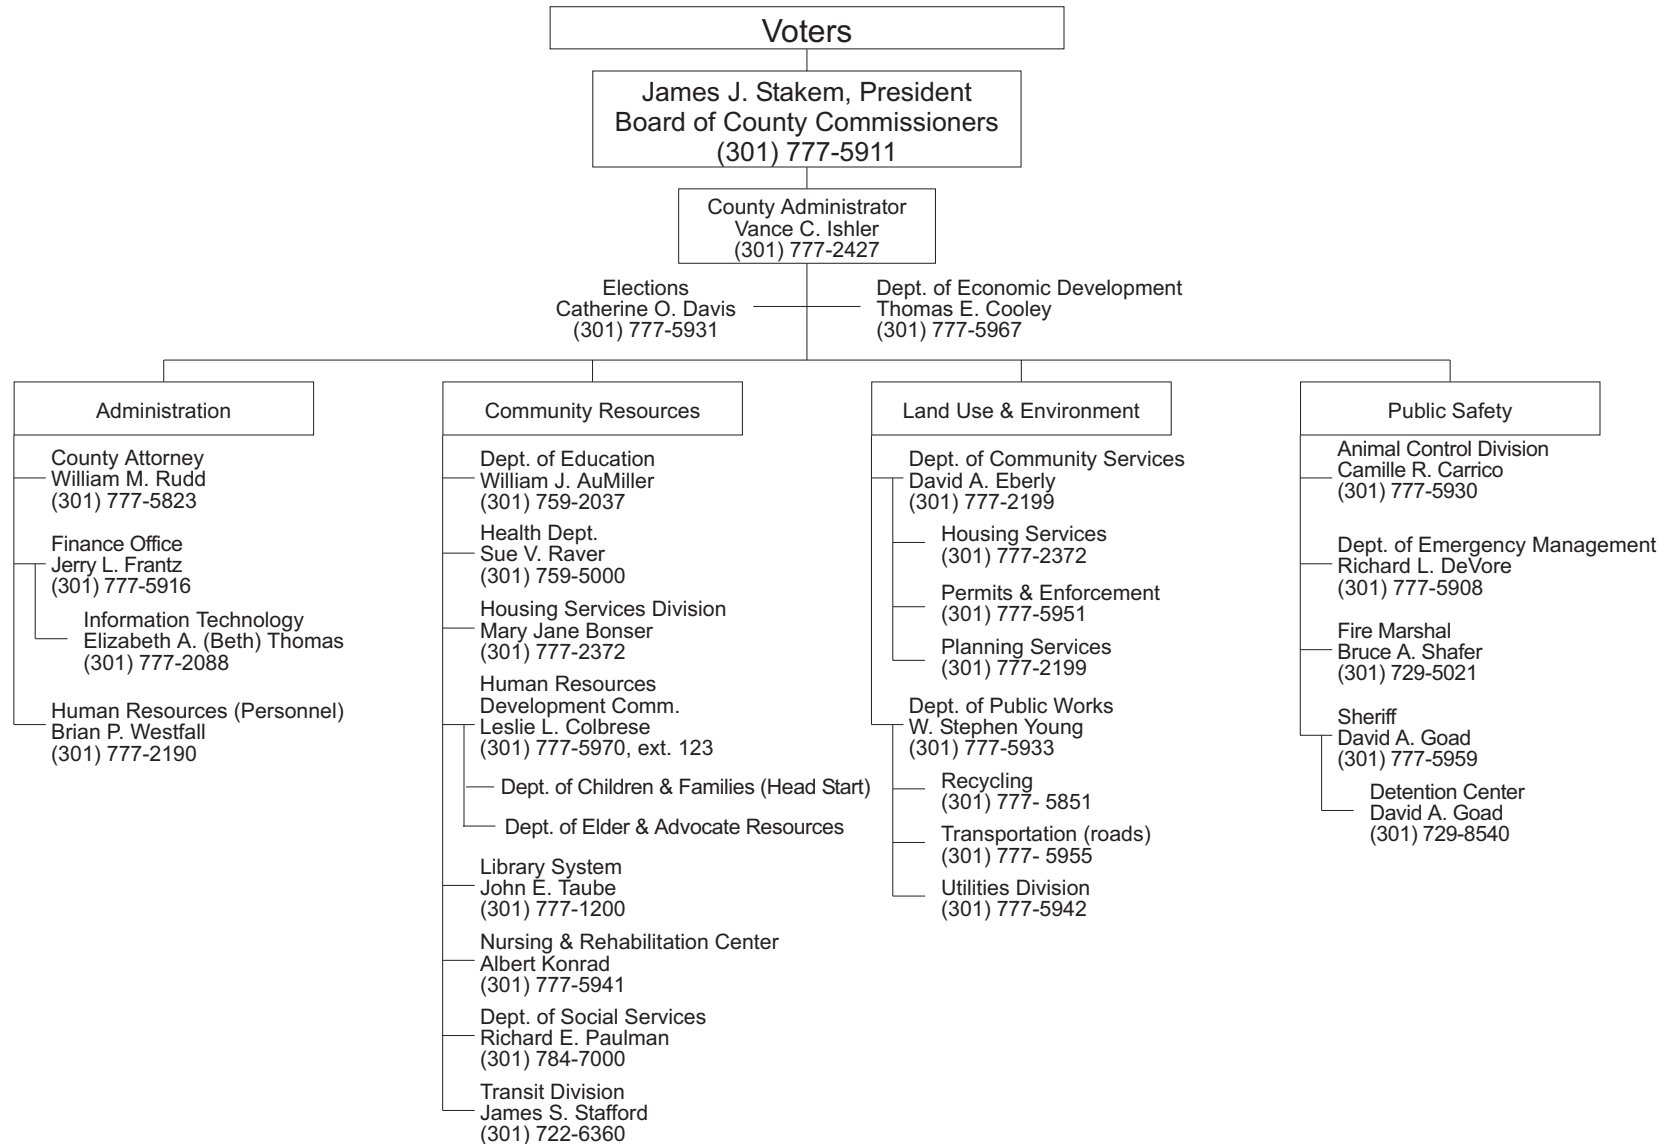 Voters
James J. Stakem, President
Board of County Commissioners
(301) 777-5911
County Administrator
Vance C. Ishler
(301) 777-2427
Elections
Catherine O. Davis
(301) 777-5931
Dept. of Economic Development
Thomas E. Cooley
(301) 777-5967
Administration
County Attorney
William M. Rudd
(301) 777-5823
Finance Office
Jerry L. Frantz
(301) 777-5916
Information Technology
Elizabeth A. (Beth) Thomas
(301) 777-2088
Human Resources (Personnel)
Brian P. Westfall
(301) 777-2190
Community Resources
Dept. of Education
William J. AuMiller
(301) 759-2037
Health Dept.
Sue V. Raver
(301) 759-5000
Housing Services Division
Mary Jane Bonser
(301) 777-2372
Human Resources
Development Comm.
Leslie L. Colbrese
(301) 777-5970, ext. 123
Dept. of Children & Families (Head Start)
Dept. of Elder & Advocate Resources
Library System
John E. Taube
(301) 777-1200
Nursing & Rehabilitation Center
Albert Konrad
(301) 777-5941
Dept. of Social Services
Richard E. Paulman
(301) 784-7000
Transit Division
James S. Stafford
(301) 722-6360
Land Use & Environment
Dept. of Community Services
David A. Eberly
(301) 777-2199
Housing Services
(301) 777-2372
Permits & Enforcement
(301) 777-5951
Planning Services
(301) 777-2199
Dept. of Public Works
W. Stephen Young
(301) 777-5933
Recycling
(301) 777- 5851
Transportation (roads)
(301) 777- 5955
Utilities Division
(301) 777-5942
Public Safety
Animal Control Division
Camille R. Carrico
(301) 777-5930
Dept. of Emergency Management
Richard L. DeVore
(301) 777-5908
Fire Marshal
Bruce A. Shafer
(301) 729-5021
Sheriff
David A. Goad
(301) 777-5959
Detention Center
David A. Goad
(301) 729-8540